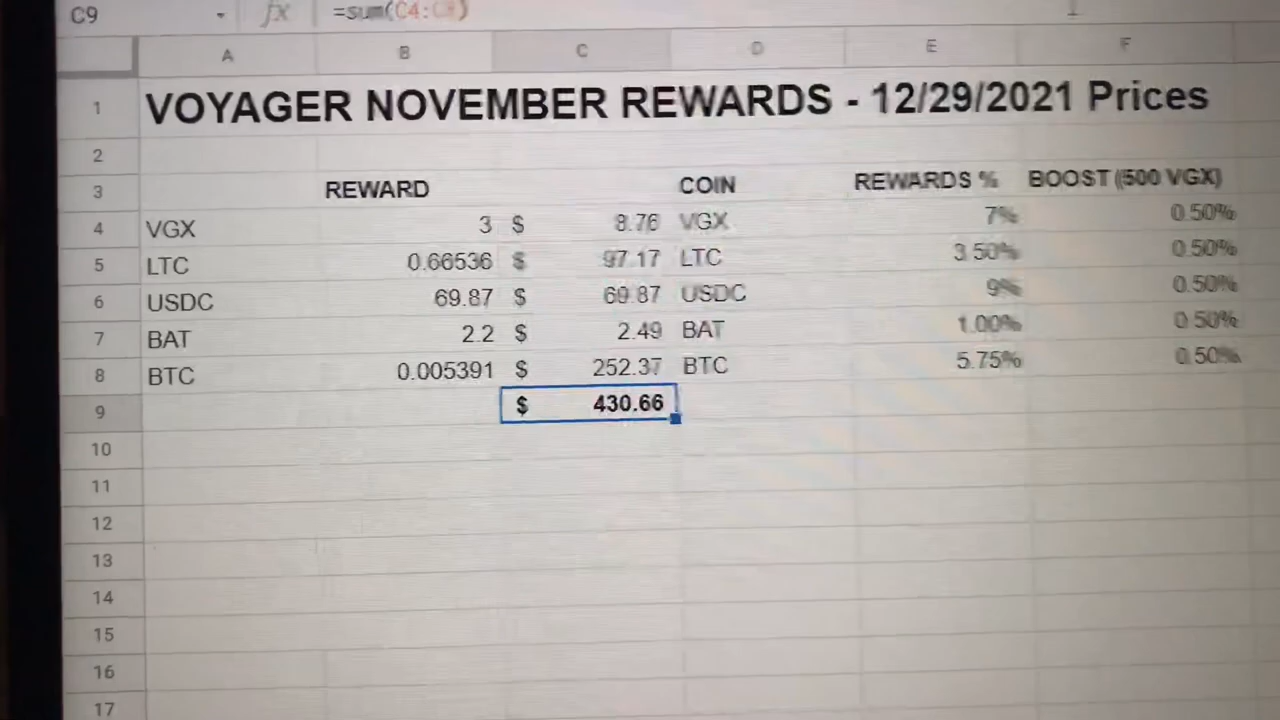 C9 fx =sum(C4:C8)
A B C D E F
1 VOYAGER NOVEMBER REWARDS - 12/29/2021 Prices
2
3 REWARD COIN REWARDS % BOOST (500 VGX)
4 VGX 3 $ 8.76 VGX 7% 0.50%
5 LTC 0.66536 $ 97.17 LTC 3.50% 0.50%
6 USDC 69.87 $ 69.87 USDC 9% 0.50%
7 BAT 2.2 $ 2.49 BAT 1.00% 0.50%
8 BTC 0.005391 $ 252.37 BTC 5.75% 0.50%
9 $ 430.66
10
11
12
13
14
15
16
17